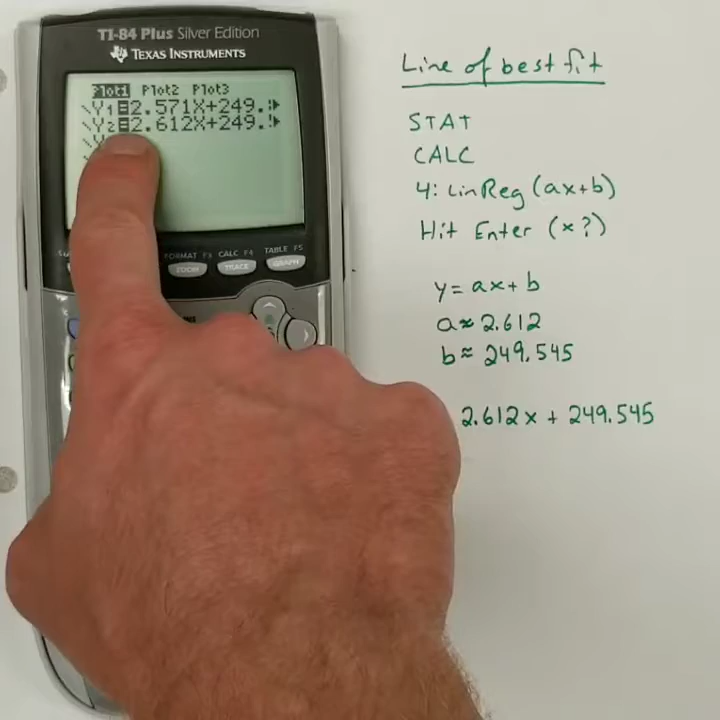 TI-84 Plus Silver Edition
TEXAS INSTRUMENTS
Plot1 Plot2 Plot3
\Y1=2.571X+249.
\Y2=2.612X+249.
FORMAT F3 CALC F4 TABLE F5
ZOOM TRACE GRAPH
Line of best fit
STAT
CALC
4: LinReg (ax+b)
Hit Enter (x?)
y = ax + b
a ≈ 2.612
b ≈ 249.545
2.612x + 249.545